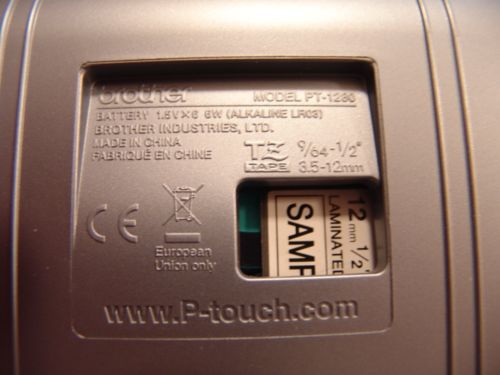 brother
MODEL PT-1280
BATTERY 1.5V×6 6W (ALKALINE LR03)
BROTHER INDUSTRIES, LTD.
MADE IN CHINA
FABRIQUÉ EN CHINE
TZ TAPE
9/64-1/2"
3.5-12mm
CE
European
Union only
12mm 1/2"
LAMINATED
SAMP
www.P-touch.com